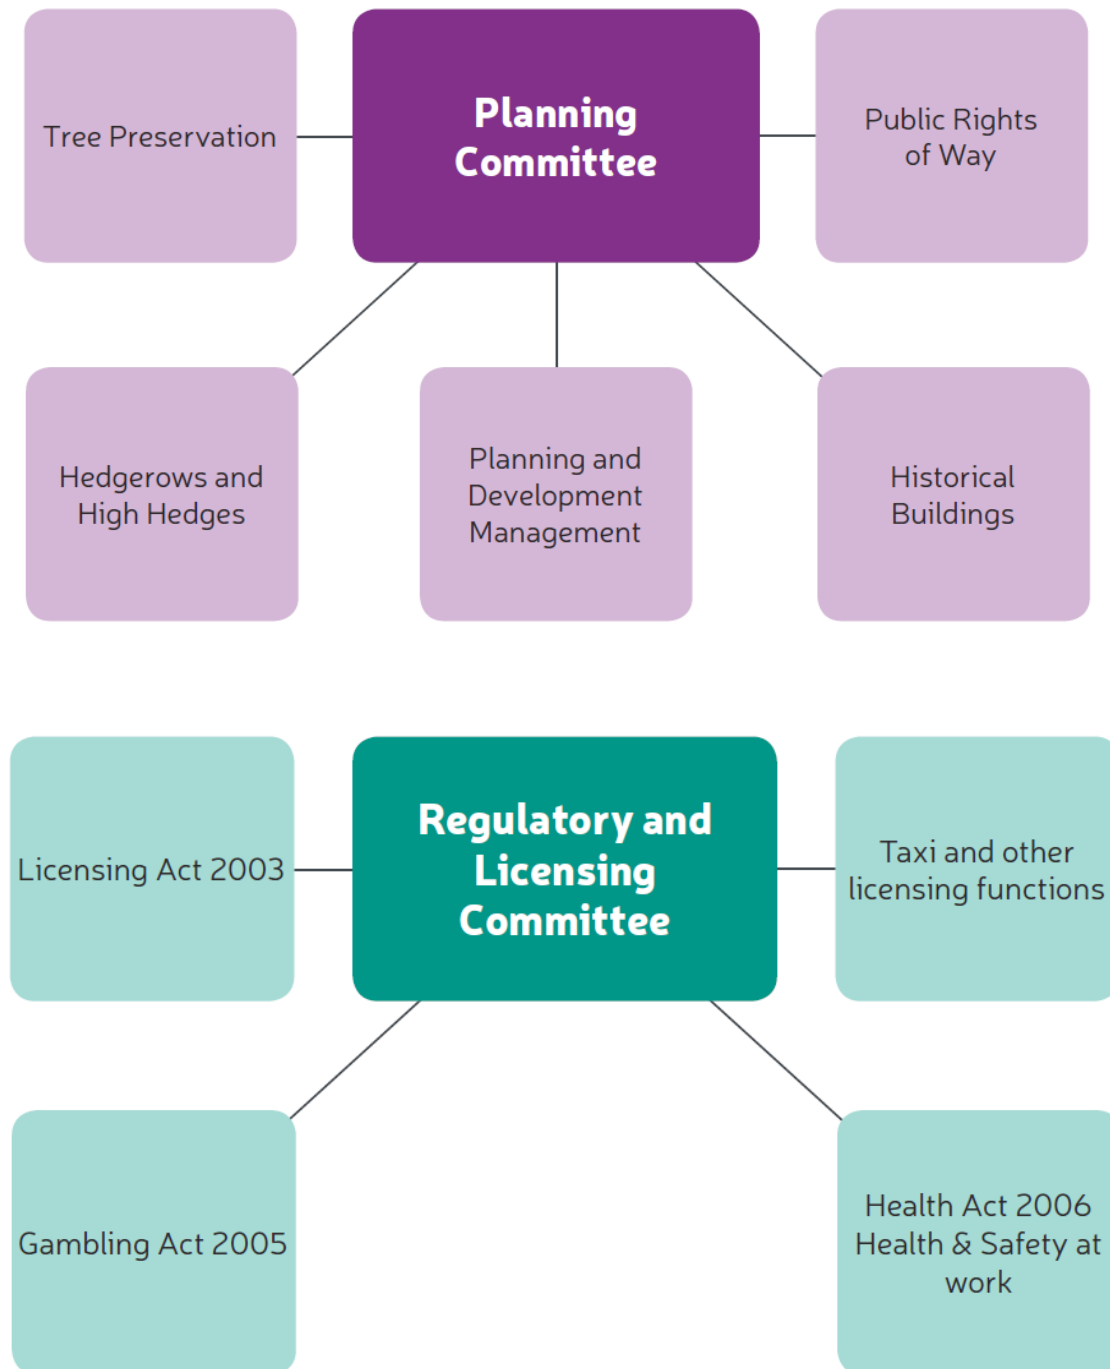 Tree Preservation
Planning
Committee
Public Rights
of Way
Hedgerows and
High Hedges
Planning and
Development
Management
Historical
Buildings
Licensing Act 2003
Regulatory and
Licensing
Committee
Taxi and other
licensing functions
Gambling Act 2005
Health Act 2006
Health & Safety at
work